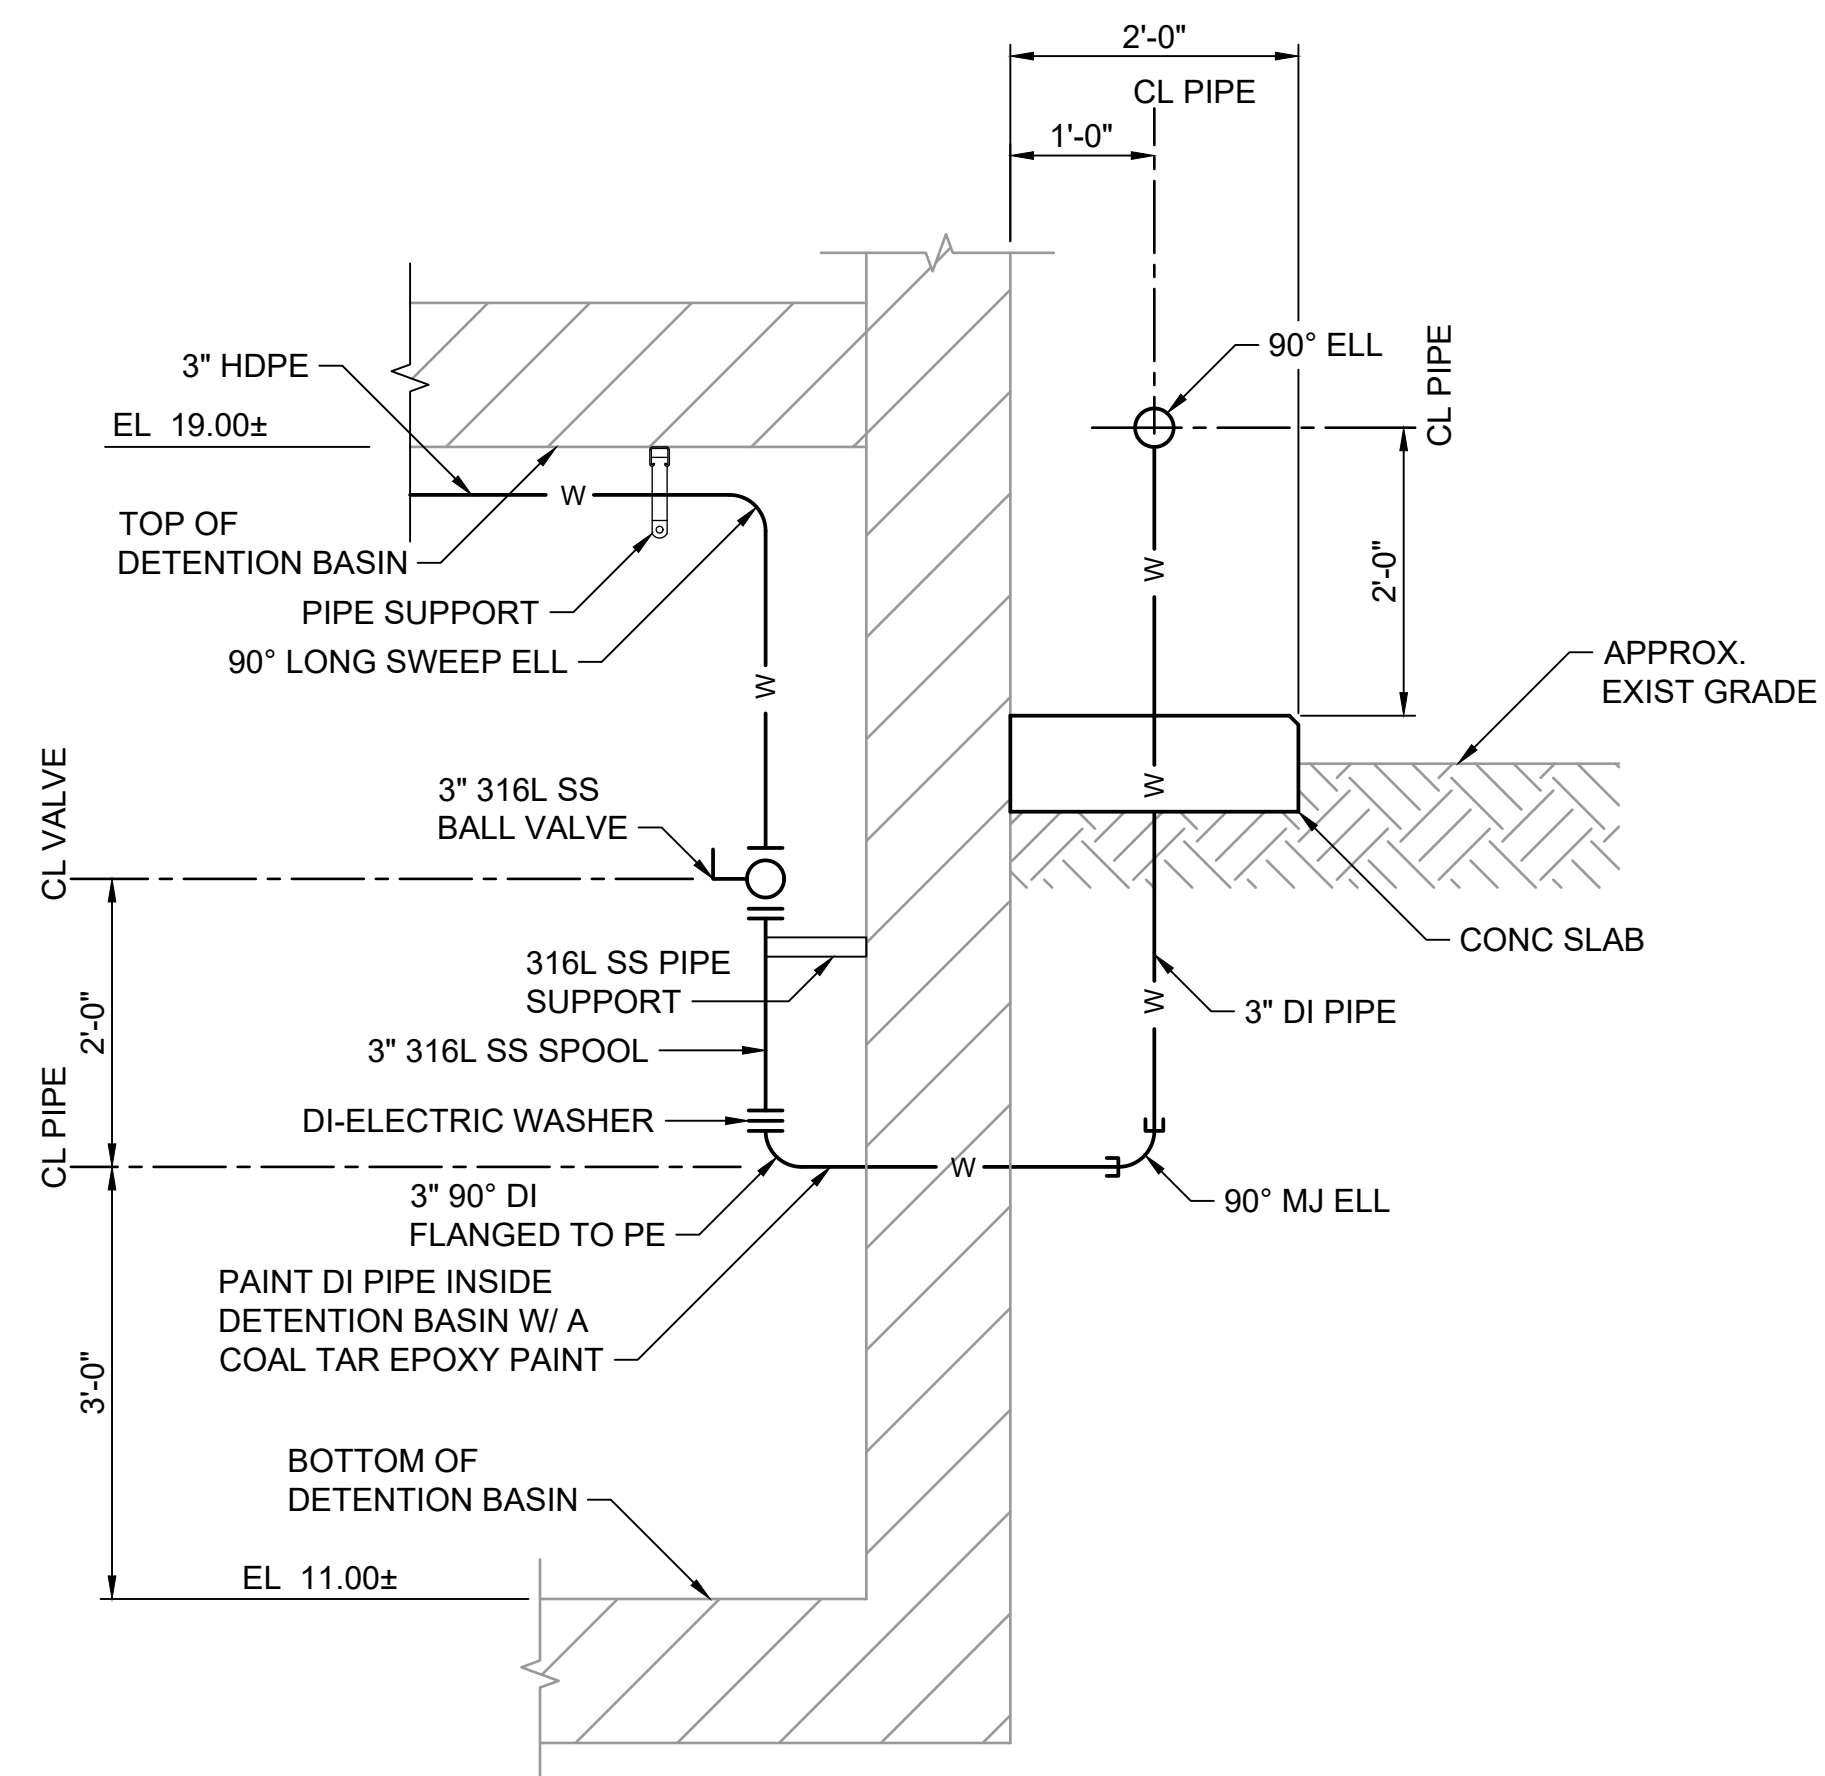 2'-0"
CL PIPE
1'-0"
90° ELL
CL PIPE
3" HDPE
EL 19.00±
W
TOP OF
DETENTION BASIN
PIPE SUPPORT
90° LONG SWEEP ELL
W
W
2'-0"
APPROX.
EXIST GRADE
CL VALVE
3" 316L SS
BALL VALVE
W
CONC SLAB
316L SS PIPE
SUPPORT
W
3" DI PIPE
2'-0"
3" 316L SS SPOOL
CL PIPE
DI-ELECTRIC WASHER
W
3" 90° DI
FLANGED TO PE
90° MJ ELL
PAINT DI PIPE INSIDE
DETENTION BASIN W/ A
COAL TAR EPOXY PAINT
3'-0"
BOTTOM OF
DETENTION BASIN
EL 11.00±